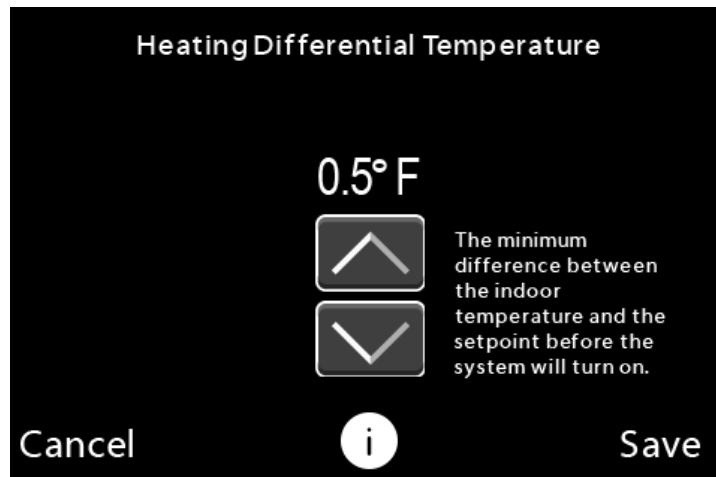 Heating Differential Temperature
0.5° F
The minimum
difference between
the indoor
temperature and the
setpoint before the
system will turn on.
Cancel
i
Save